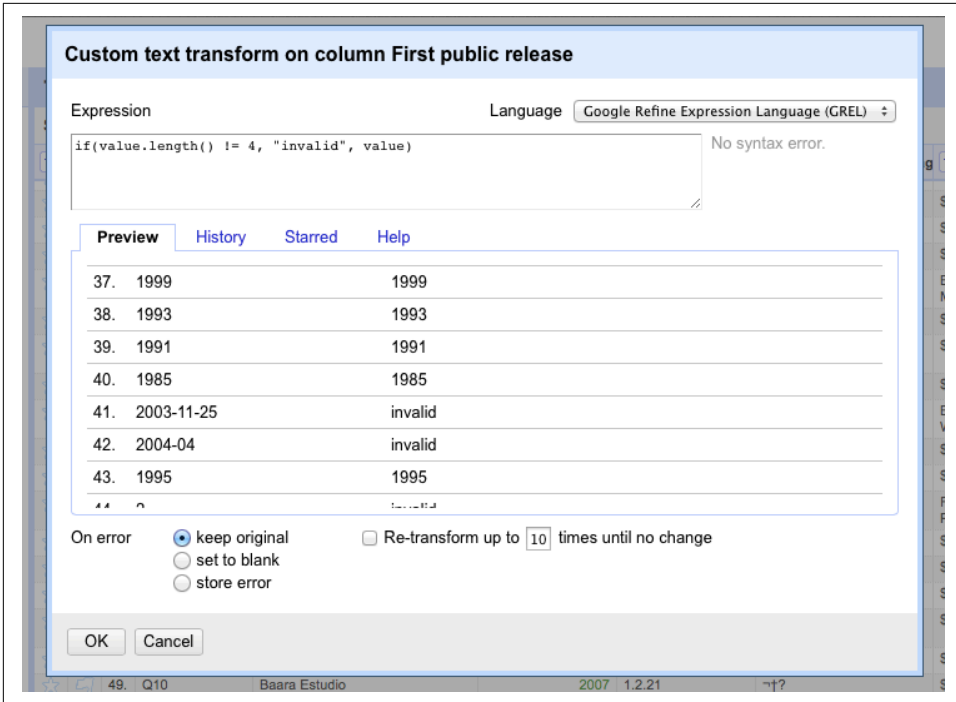 Custom text transform on column First public release
Expression
Language Google Refine Expression Language (GREL)
if(value.length() != 4, "invalid", value)
No syntax error.
Preview History Starred Help
37. 1999 1999
38. 1993 1993
39. 1991 1991
40. 1985 1985
41. 2003-11-25 invalid
42. 2004-04 invalid
43. 1995 1995
44. ? invalid
On error keep original Re-transform up to 10 times until no change
set to blank
store error
OK Cancel
49. Q10 Baara Estudio 2007 1.2.21 ¬†?